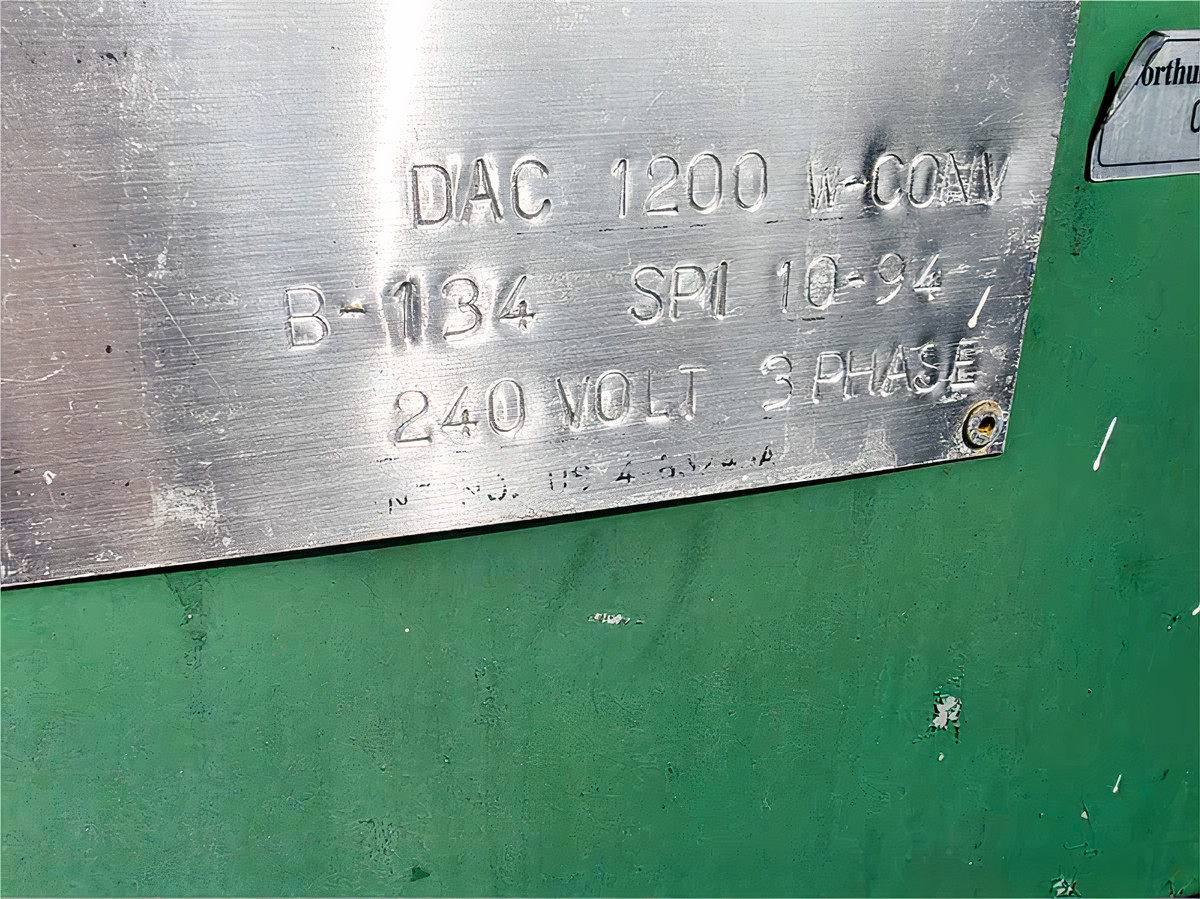 DAC 1200 W-CONV
B-134 SPI 10-94
240 VOLT 3 PHASE